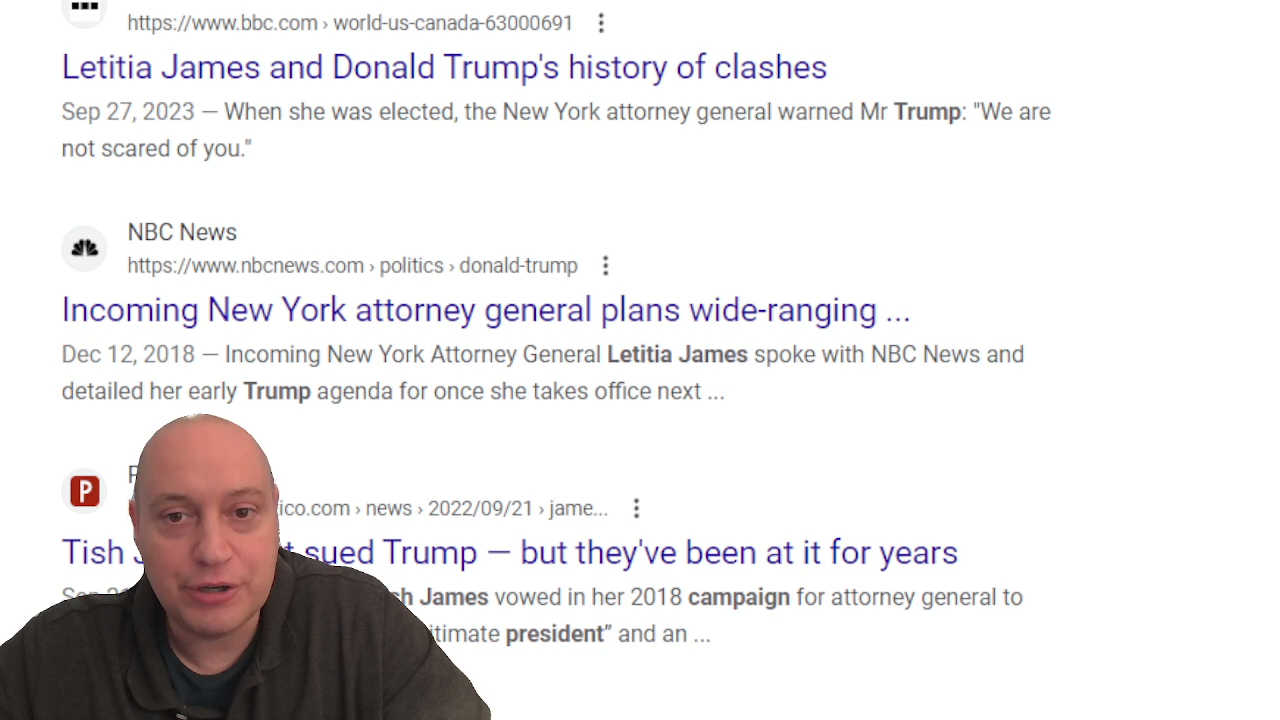 https://www.bbc.com › world-us-canada-63000691
Letitia James and Donald Trump's history of clashes
Sep 27, 2023 — When she was elected, the New York attorney general warned Mr Trump: "We are
not scared of you."
NBC News
https://www.nbcnews.com › politics › donald-trump
Incoming New York attorney general plans wide-ranging ...
Dec 12, 2018 — Incoming New York Attorney General Letitia James spoke with NBC News and
detailed her early Trump agenda for once she takes office next ...
P
ico.com › news › 2022/09/21 › jame...
Tish sued Trump — but they've been at it for years
James vowed in her 2018 campaign for attorney general to
president” and an ...